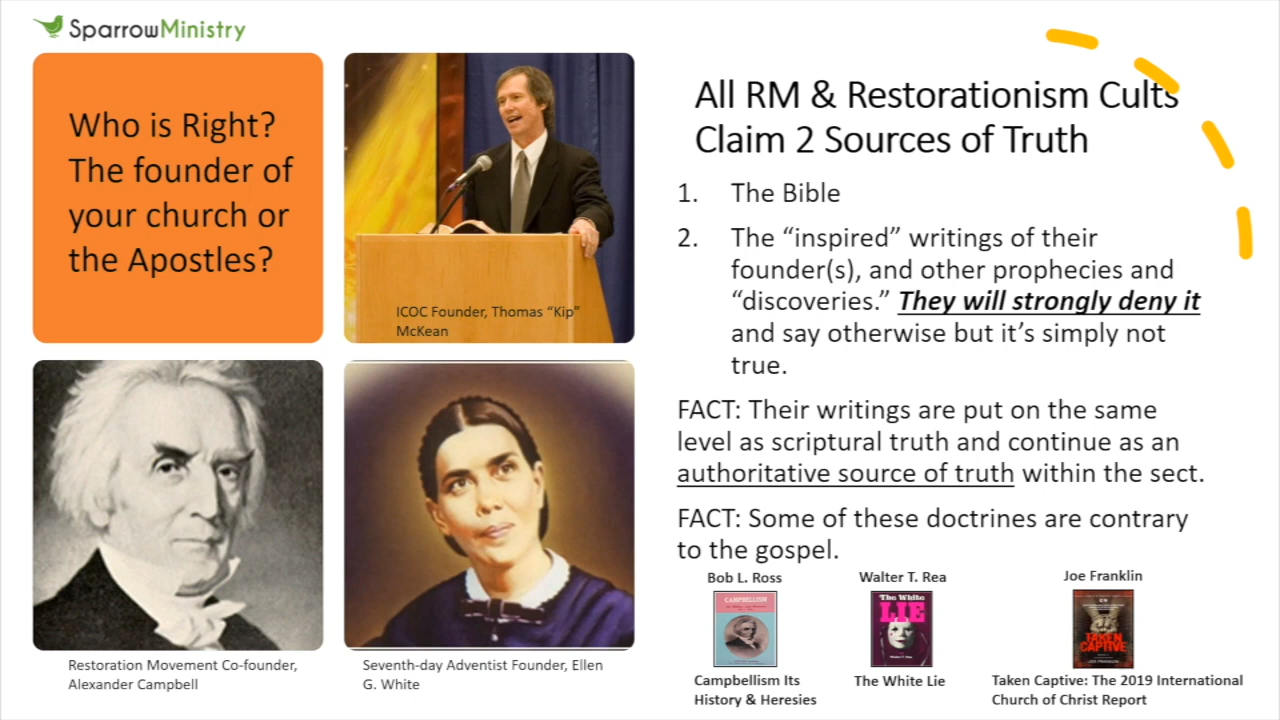 SparrowMinistry
Who is Right?
The founder of
your church or
the Apostles?
ICOC Founder, Thomas “Kip”
McKean
Restoration Movement Co-founder,
Alexander Campbell
Seventh-day Adventist Founder, Ellen
G. White
All RM & Restorationism Cults
Claim 2 Sources of Truth
1. The Bible
2. The “inspired” writings of their
founder(s), and other prophecies and
“discoveries.” They will strongly deny it
and say otherwise but it’s simply not
true.
FACT: Their writings are put on the same
level as scriptural truth and continue as an
authoritative source of truth within the sect.
FACT: Some of these doctrines are contrary
to the gospel.
Bob L. Ross
CAMPBELLISM
Campbellism Its
History & Heresies
Walter T. Rea
The White
LIE
The White Lie
Joe Franklin
TAKEN
CAPTIVE
JOE FRANKLIN
Taken Captive: The 2019 International
Church of Christ Report